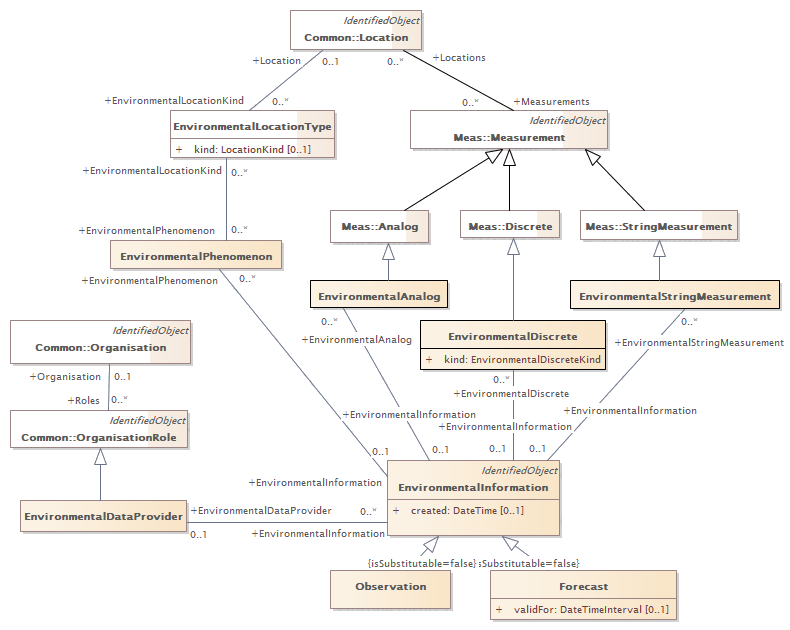 IdentifiedObject
Common::Location
+Location
0..1
0..*
+Locations
+EnvironmentalLocationKind
0..*
0..*
+Measurements
EnvironmentalLocationType
+ kind: LocationKind [0..1]
IdentifiedObject
Meas::Measurement
+EnvironmentalLocationKind
0..*
+EnvironmentalPhenomenon
0..*
Meas::Analog
Meas::Discrete
Meas::StringMeasurement
EnvironmentalPhenomenon
+EnvironmentalPhenomenon
0..*
EnvironmentalAnalog
EnvironmentalStringMeasurement
0..*
+EnvironmentalAnalog
EnvironmentalDiscrete
+ kind: EnvironmentalDiscreteKind
0..*
+EnvironmentalStringMeasurement
IdentifiedObject
Common::Organisation
+Organisation
0..1
+Roles
0..*
0..*
+EnvironmentalDiscrete
IdentifiedObject
Common::OrganisationRole
+EnvironmentalInformation
+EnvironmentalInformation
+EnvironmentalInformation
0..1
0..1
0..1
0..1
+EnvironmentalInformation
IdentifiedObject
EnvironmentalInformation
+ created: DateTime [0..1]
EnvironmentalDataProvider
+EnvironmentalDataProvider
0..*
0..1
+EnvironmentalInformation
{isSubstitutable=false}
sSubstitutable=false}
Observation
Forecast
+ validFor: DateTimeInterval [0..1]